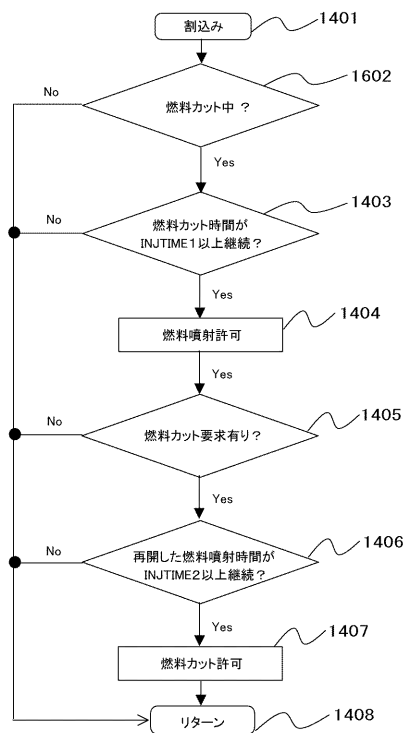 割込み
1401
1602
No
燃料カット中 ？
Yes
1403
No
燃料カット時間が
INJTIME1以上継続？
Yes
1404
燃料噴射許可
Yes
1405
No
燃料カット要求有り？
Yes
1406
No
再開した燃料噴射時間が
INJTIME2以上継続？
Yes
1407
燃料カット許可
リターン
1408